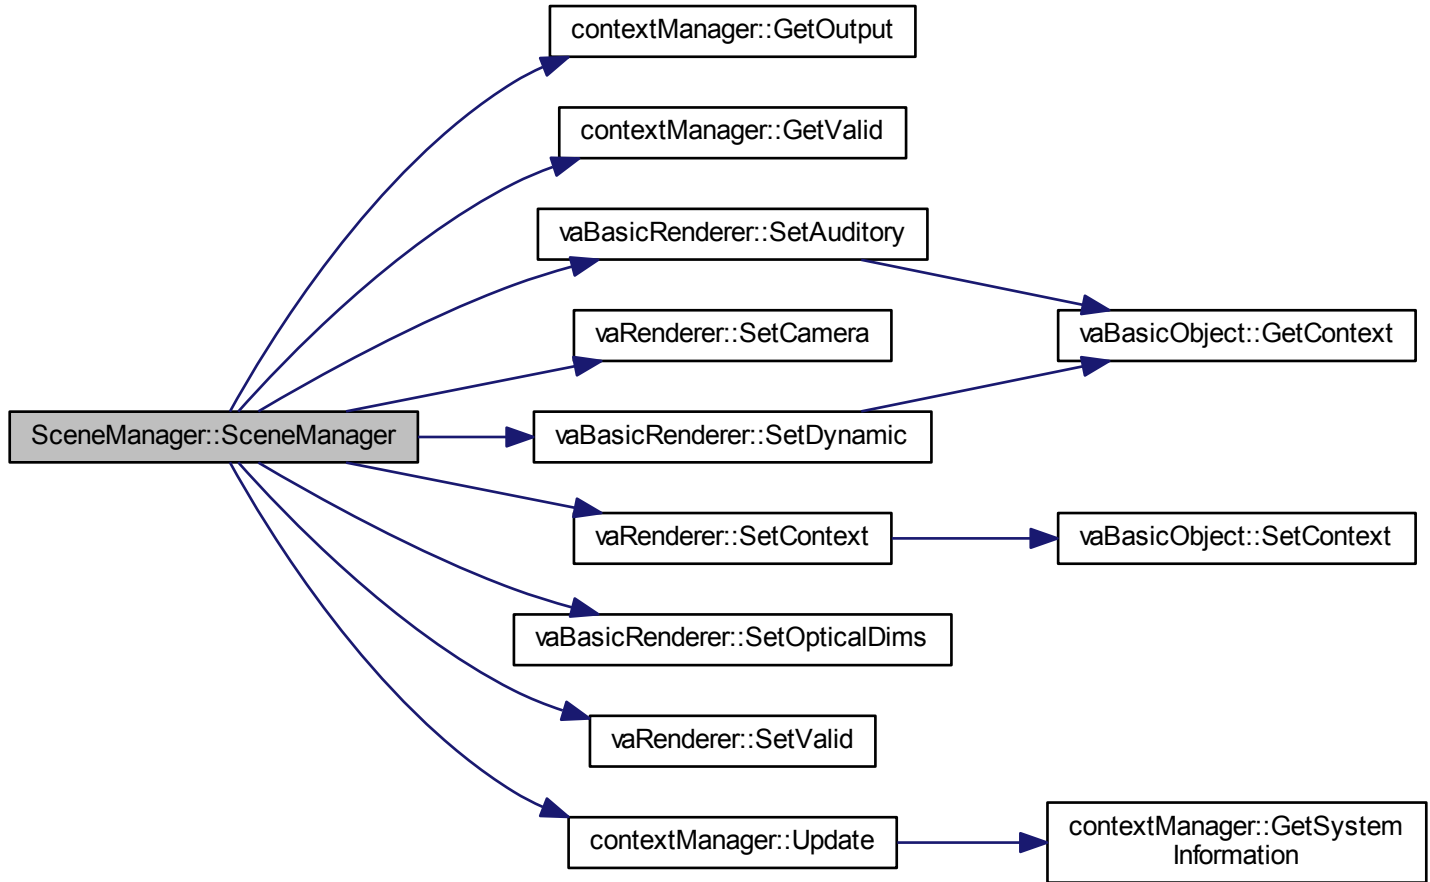 contextManager::GetOutput
contextManager::GetValid
vaBasicRenderer::SetAuditory
vaRenderer::SetCamera
vaBasicObject::GetContext
SceneManager::SceneManager
vaBasicRenderer::SetDynamic
vaRenderer::SetContext
vaBasicObject::SetContext
vaBasicRenderer::SetOpticalDims
vaRenderer::SetValid
contextManager::Update
contextManager::GetSystem
Information